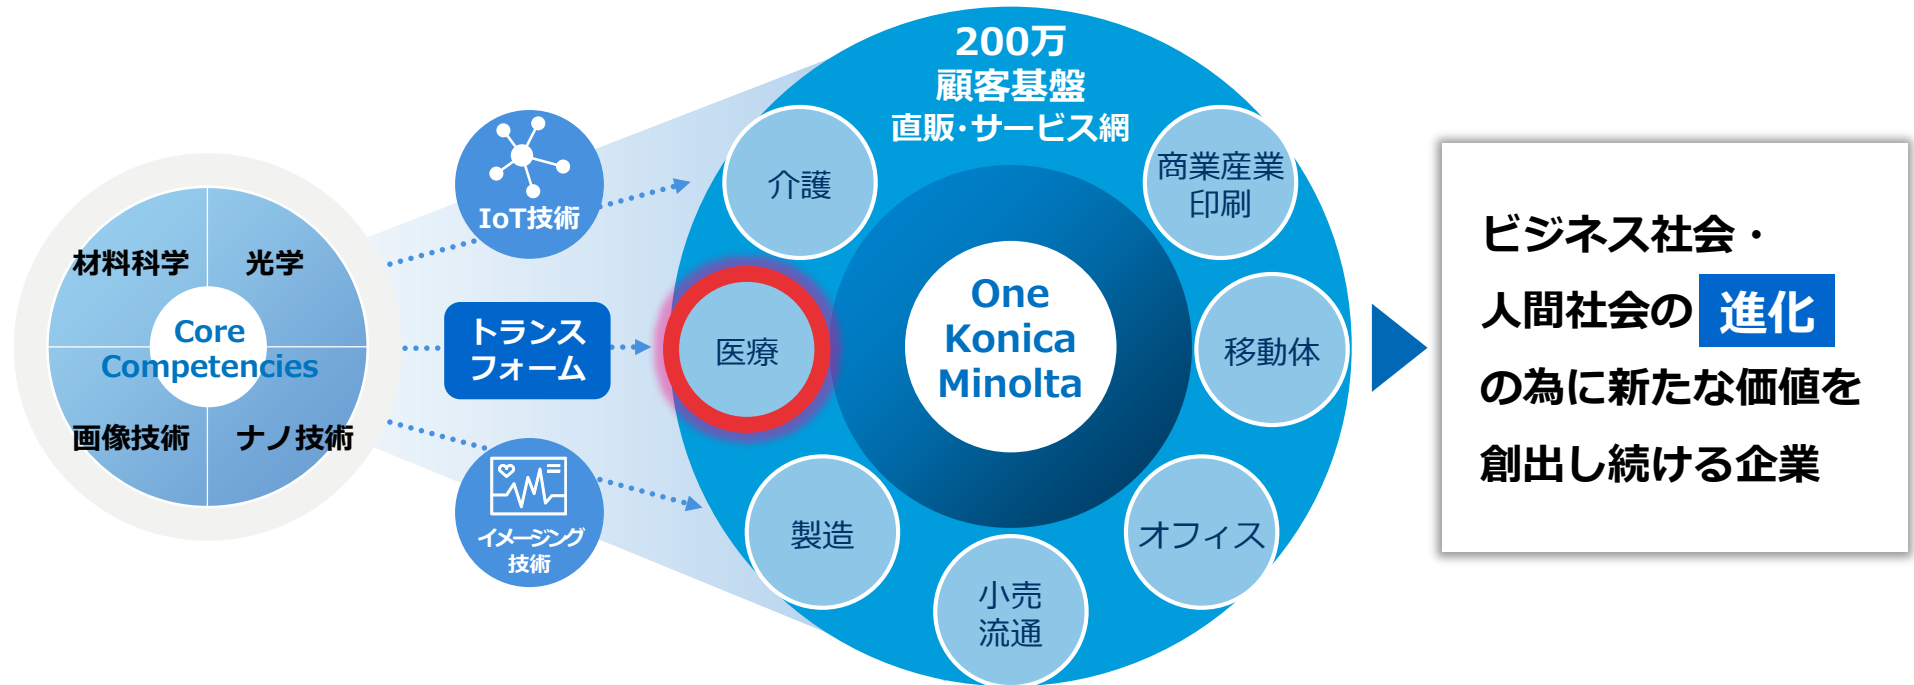 材料科学
光学
Core
Competencies
画像技術
ナノ技術
IoT技術
トランス
フォーム
イメージング
技術
200万
顧客基盤
直販・サービス網
介護
商業産業
印刷
医療
One
Konica
Minolta
移動体
製造
オフィス
小売
流通
ビジネス社会・
人間社会の 進化
の為に新たな価値を
創出し続ける企業